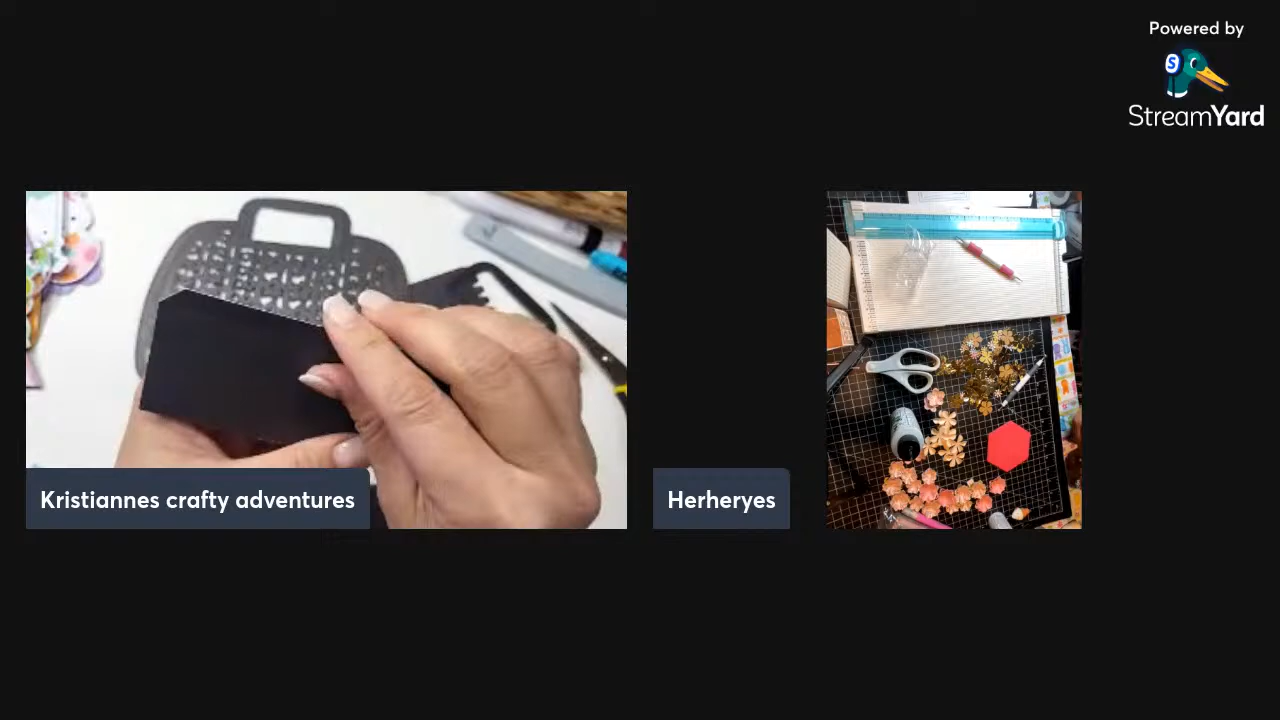 Powered by
S
StreamYard
Kristiannes crafty adventures
Herheryes